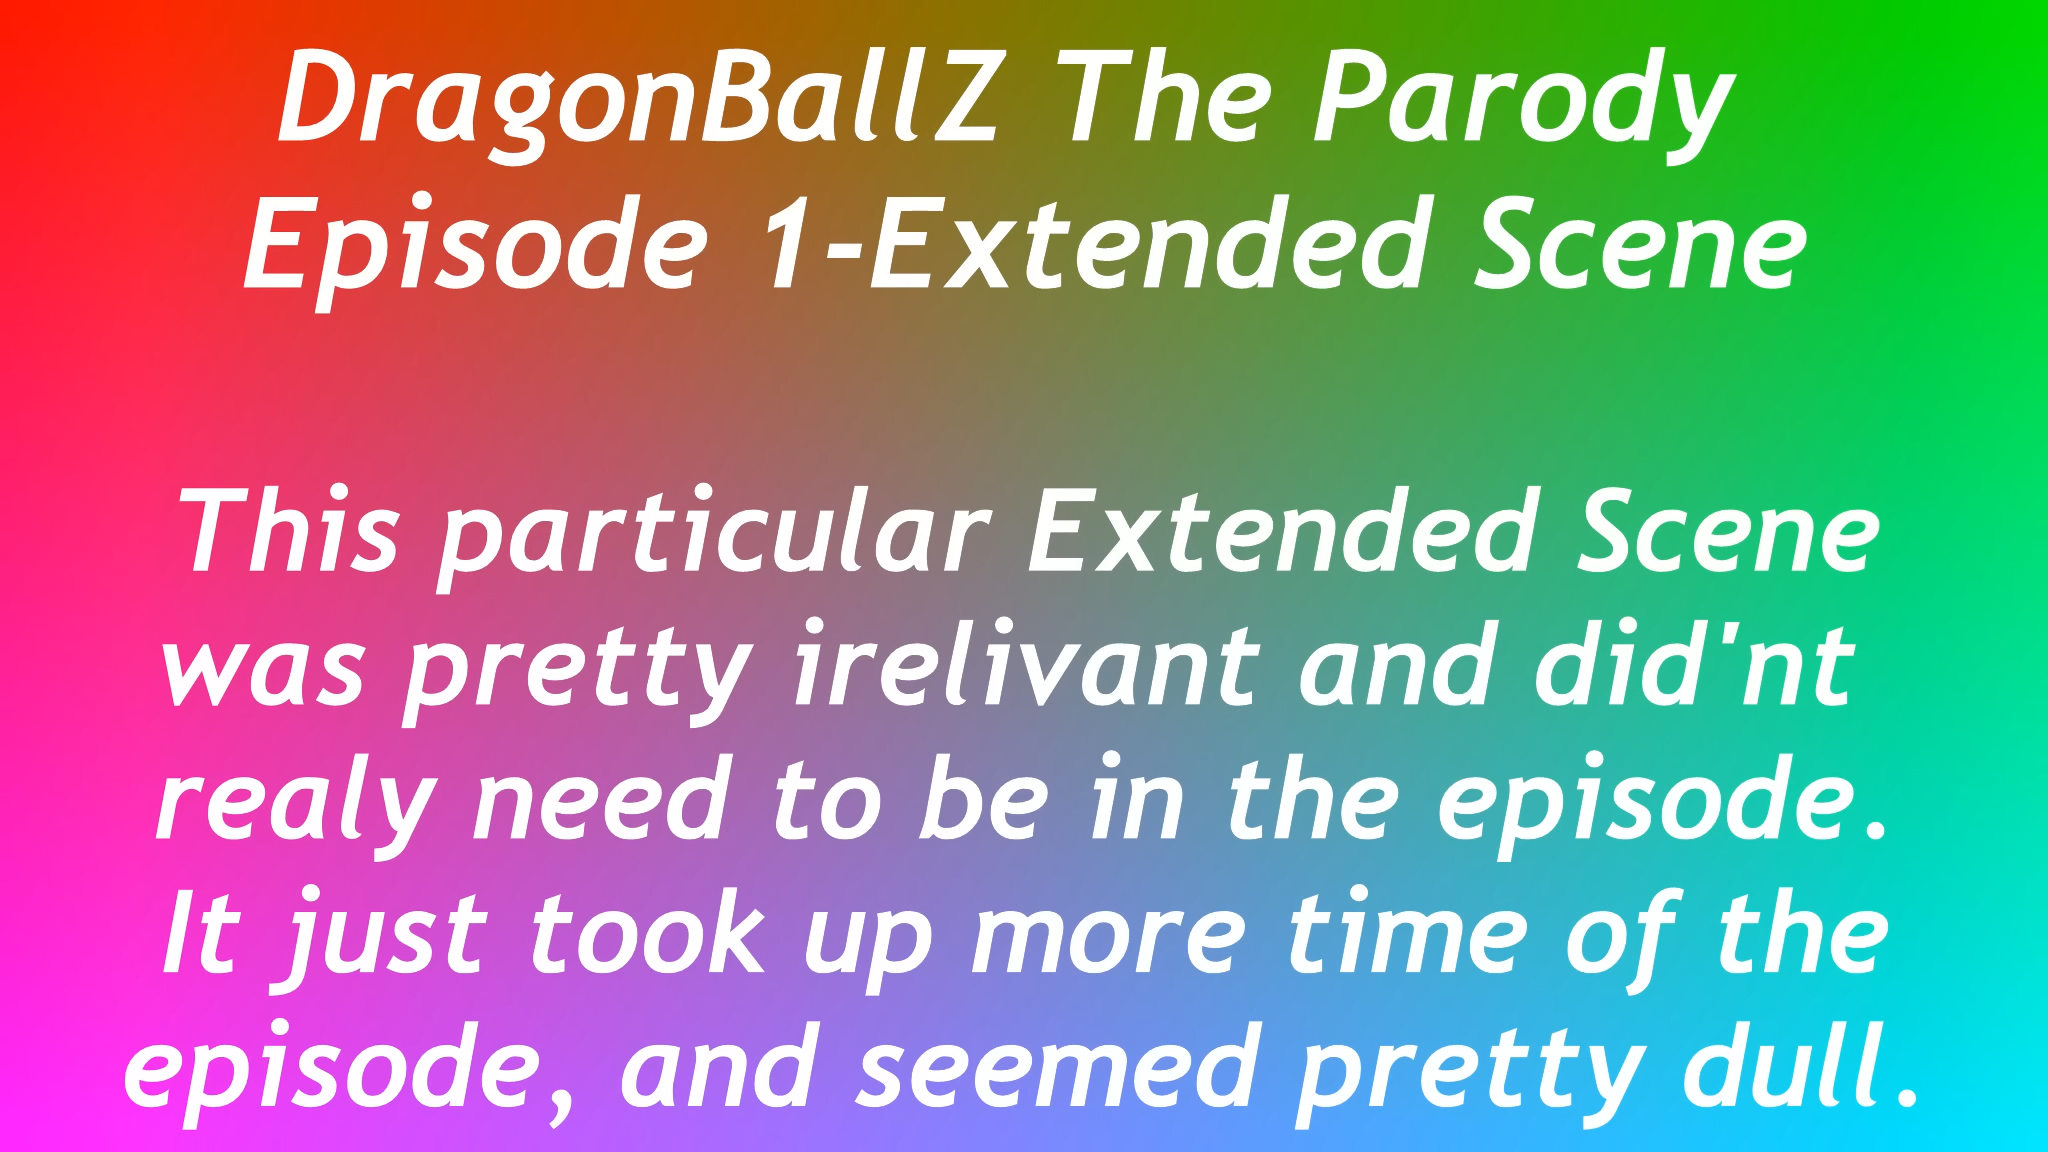 DragonBallZ The Parody
Episode 1-Extended Scene
This particular Extended Scene
was pretty irelivant and did'nt
realy need to be in the episode.
It just took up more time of the
episode, and seemed pretty dull.